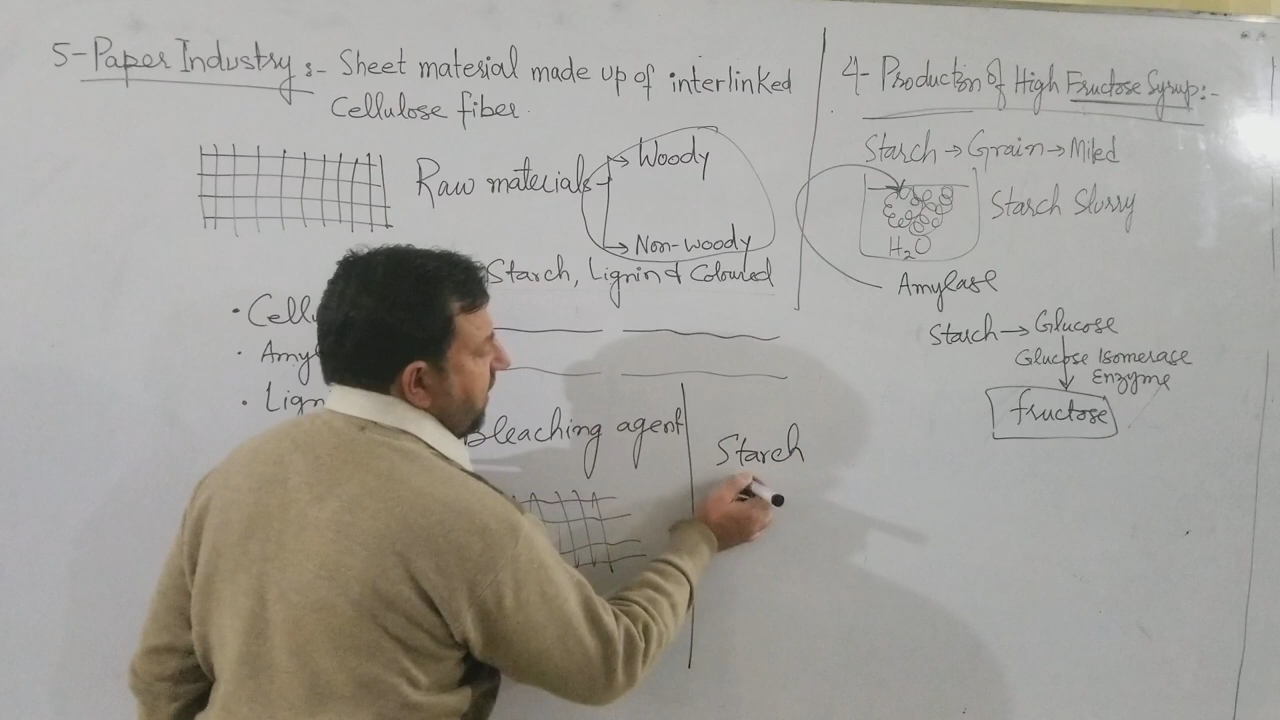 5-Paper Industry :- Sheet material made up of interlinked
Cellulose fiber.
Raw materials
Woody
Non-woody
Starch, Lignin & Coloured
• Cellu
• Amy
• Lign
Bleaching agent
Starch
4- Production of High Fructose Syrup:-
Starch → Grain → Miled
Starch Slurry
H₂O
Amylase
Starch → Glucose
Glucose Isomerase
Enzyme
fructose